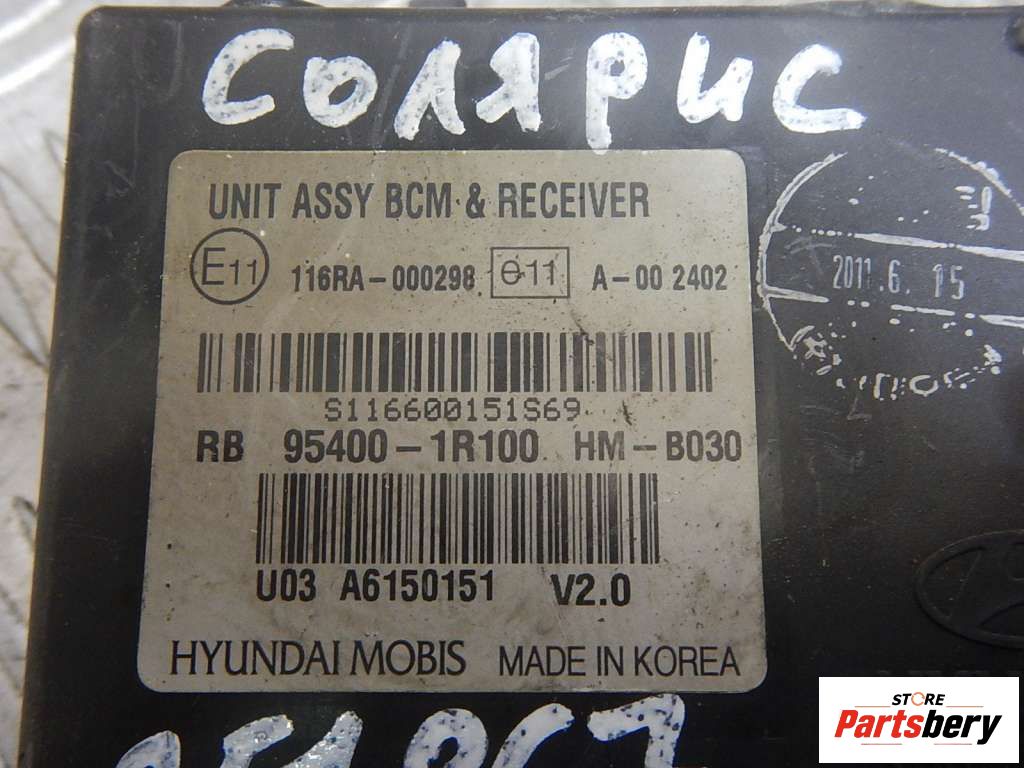 СОЛЯРИС
UNIT ASSY BCM & RECEIVER
E11 116RA-000298 e11 A-00 2402
2011.6.15
S116600151S69
RB 95400-1R100 HM-B030
U03 A6150151 V2.0
HYUNDAI MOBIS MADE IN KOREA
STORE
Partsbery